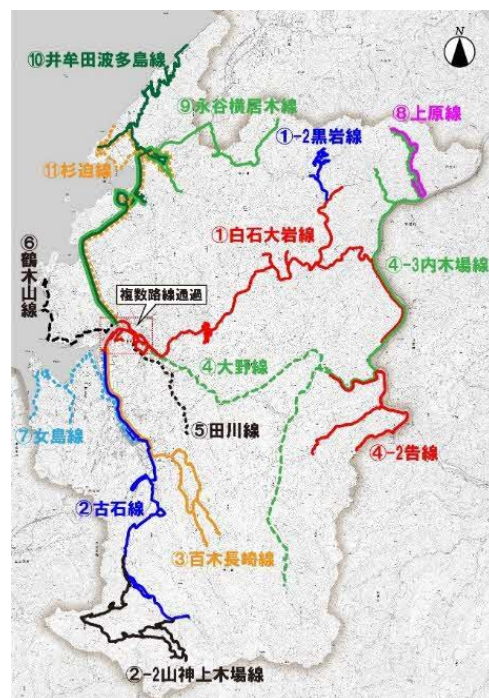 N
⑩井牟田波多島線
⑨永谷横居木線
⑧上原線
①-2黒岩線
⑪杉迫線
①白石大岩線
⑥鶴木山線
④-3内木場線
複数路線通過
④大野線
⑤田川線
⑦女島線
④-2告線
②古石線
③百木長崎線
②-2山神上木場線